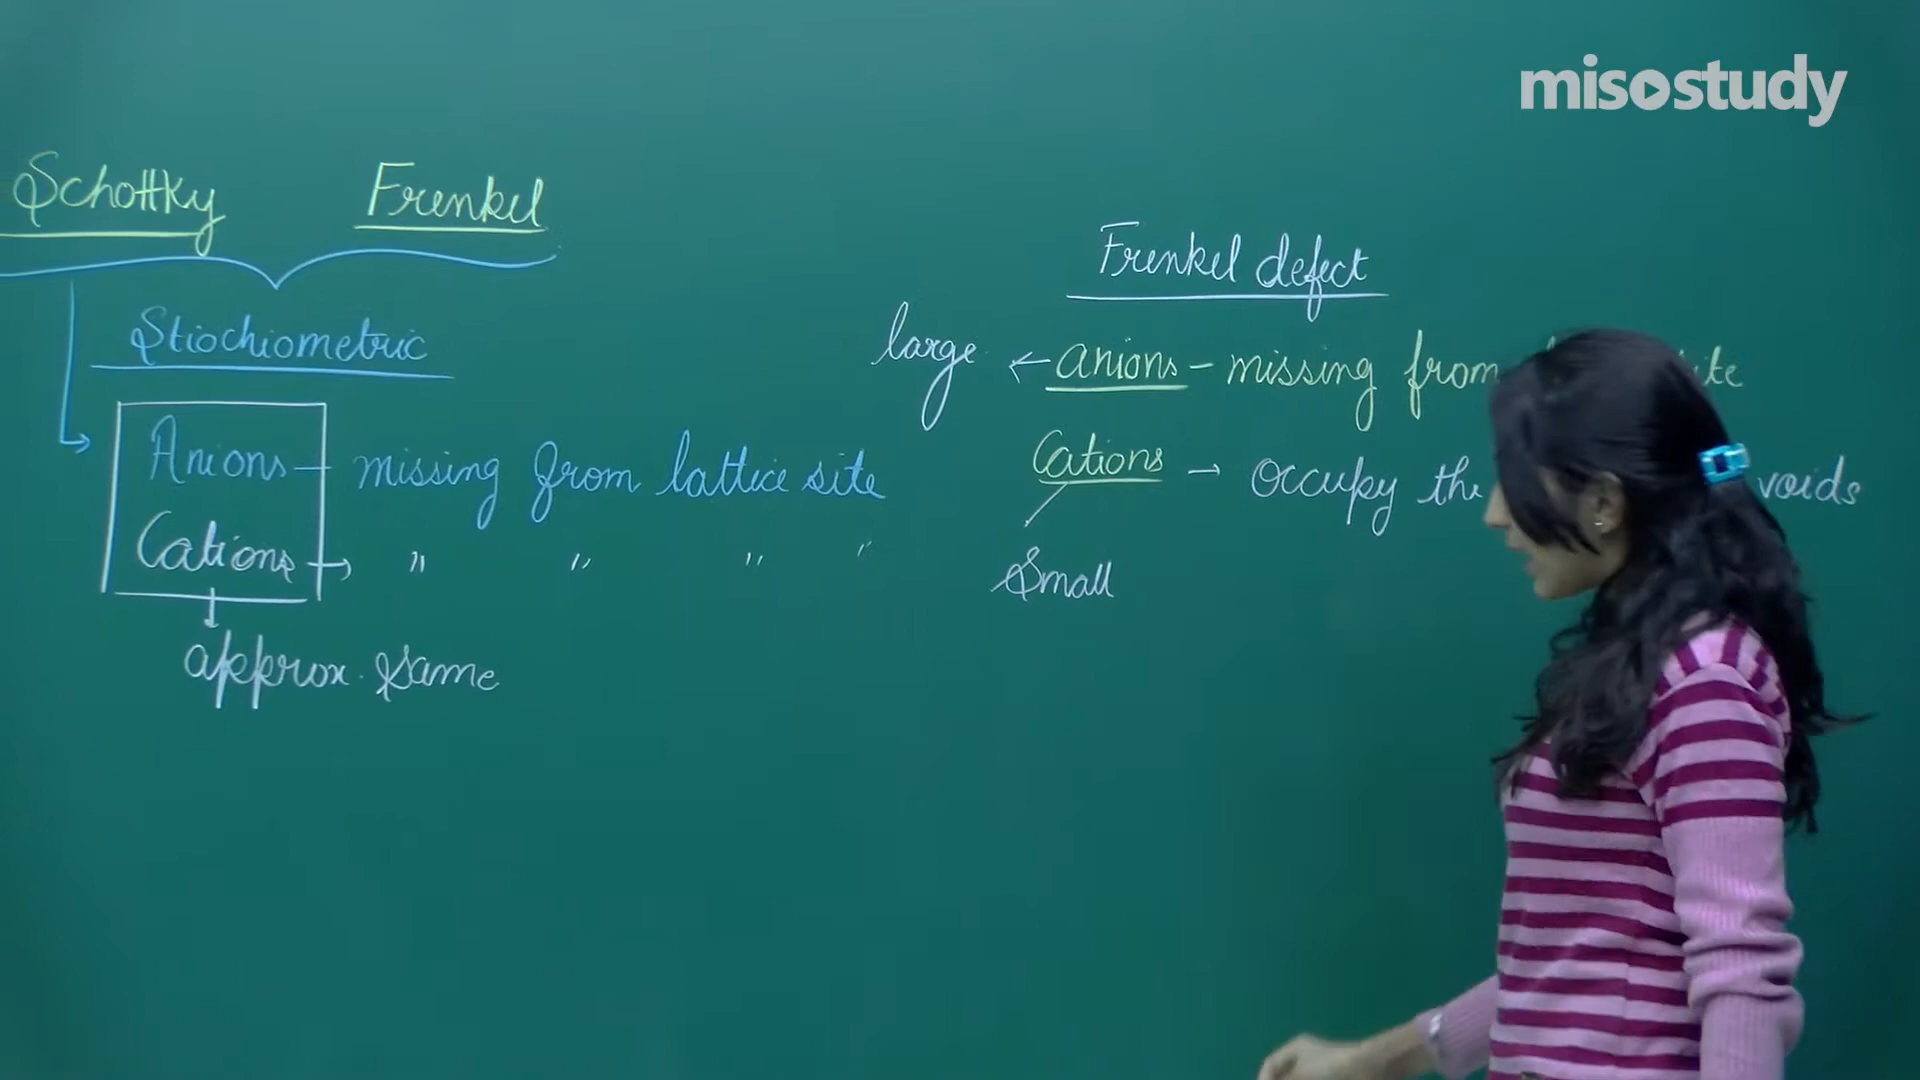 misostudy
Schottky Frenkel
Stiochiometric
Anions - missing from lattice site
Cations → " " " "
approx. same
Frenkel defect
large ← anions - missing from
Cations → occupy the voids
Small